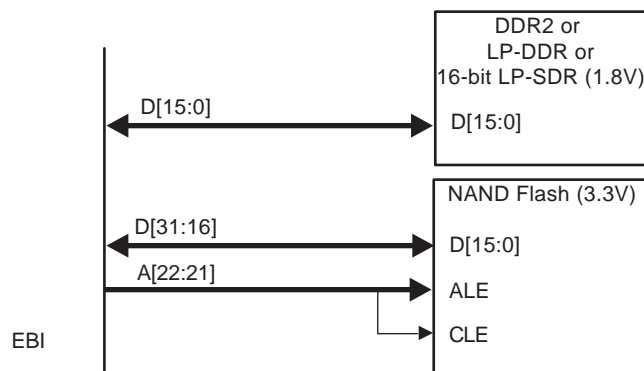 DDR2 or
LP-DDR or
16-bit LP-SDR (1.8V)
D[15:0]
D[15:0]
NAND Flash (3.3V)
D[31:16]
D[15:0]
A[22:21]
ALE
CLE
EBI